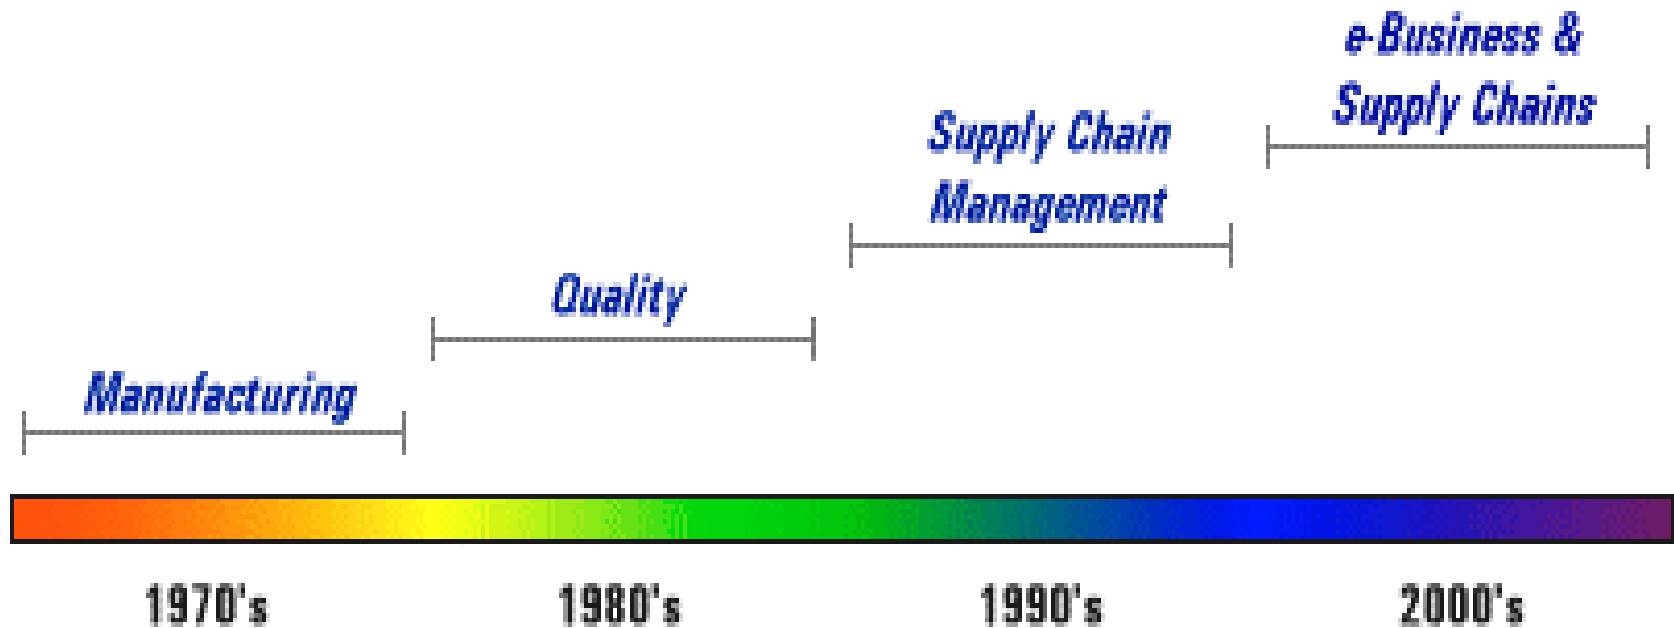 e-Business &
Supply Chains
Supply Chain
Management
Quality
Manufacturing
1970's
1980's
1990's
2000's